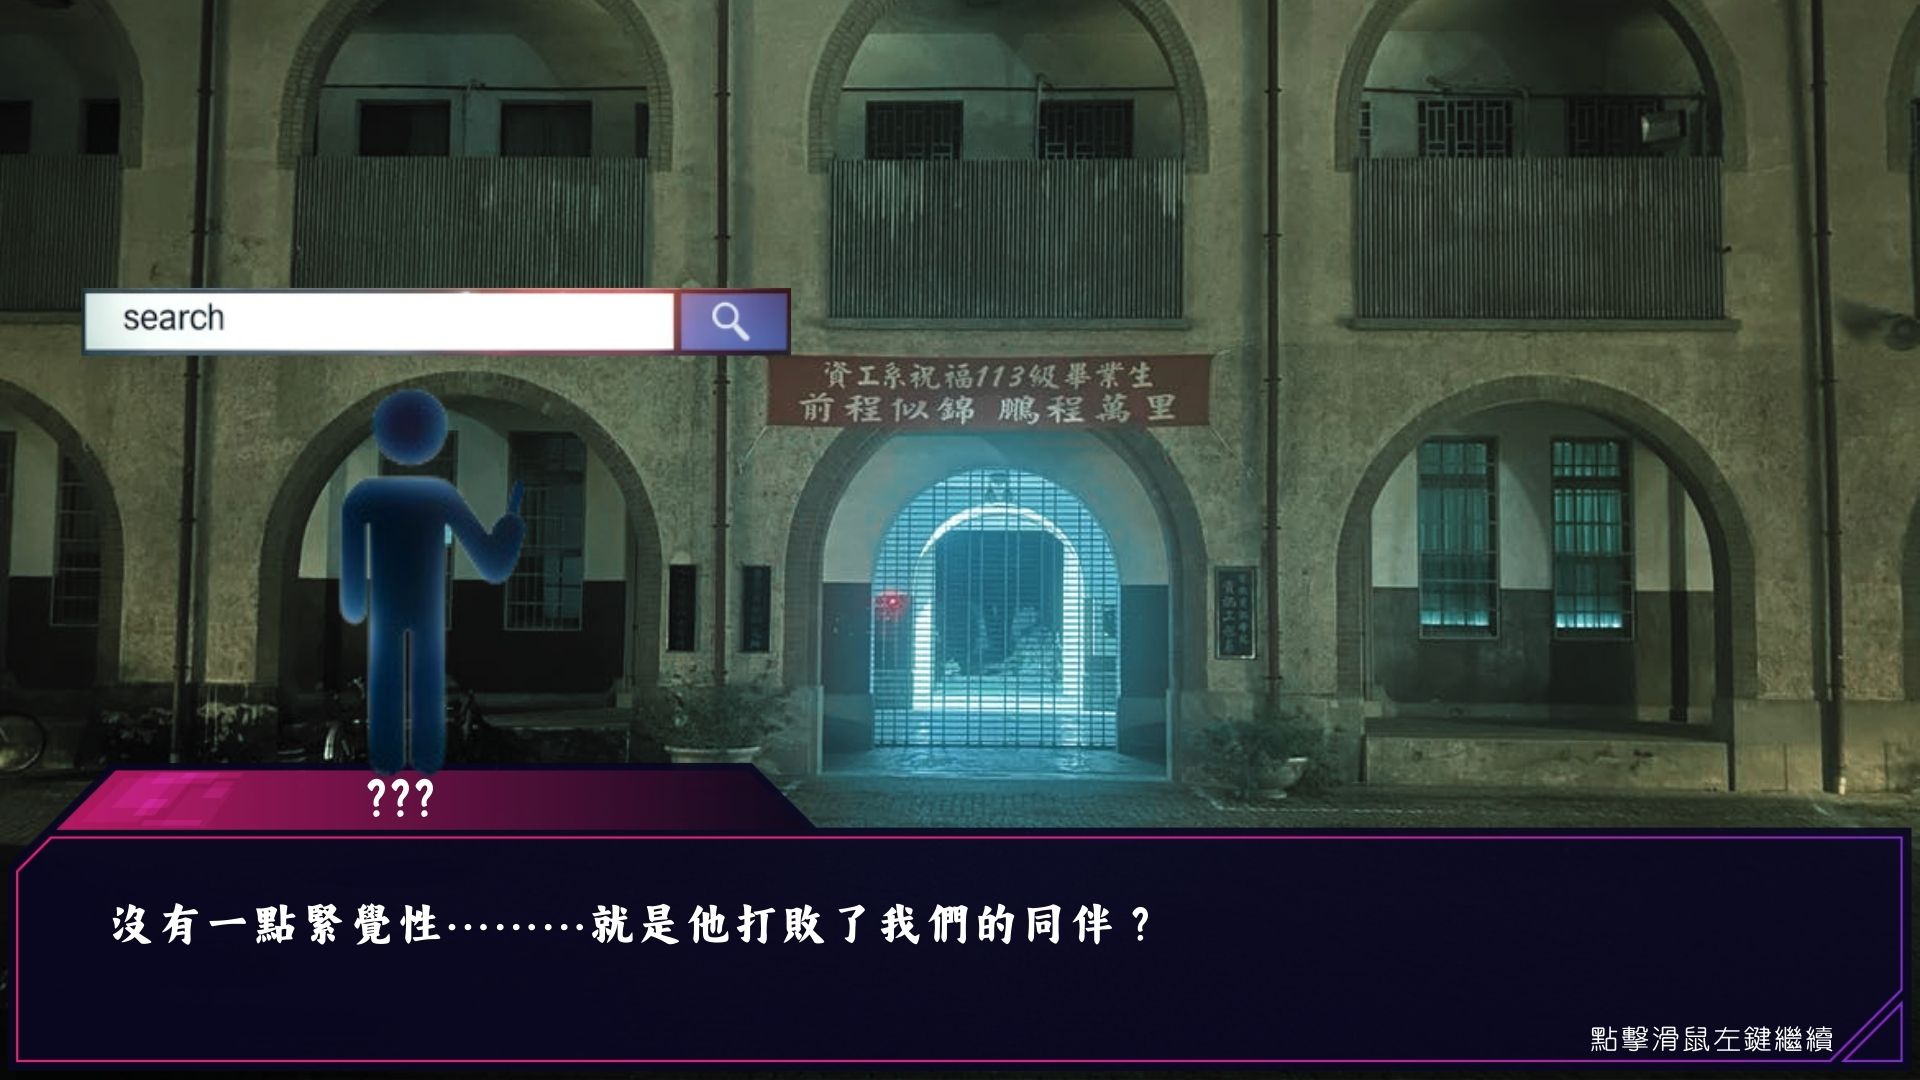 search
資工系祝福113級畢業生
前程似錦 鵬程萬里
???
沒有一點緊覺性………就是他打敗了我們的同伴？
點擊滑鼠左鍵繼續